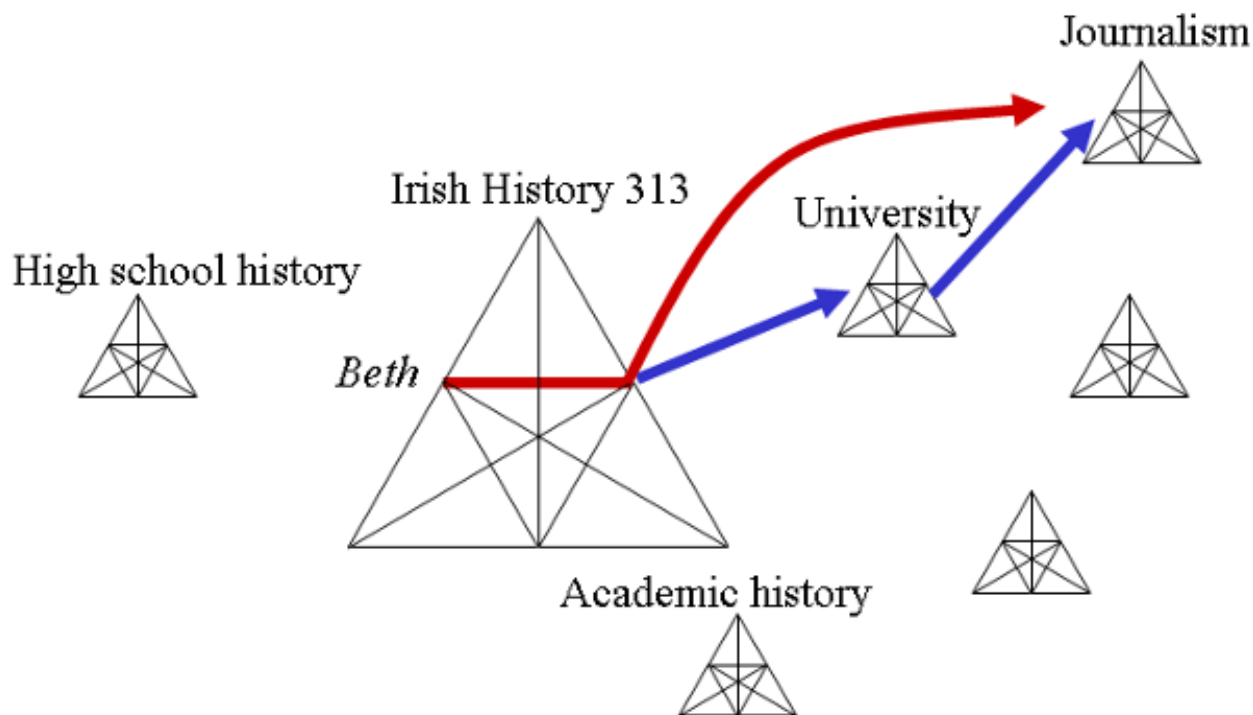 Journalism
Irish History 313
University
High school history
Beth
Academic history